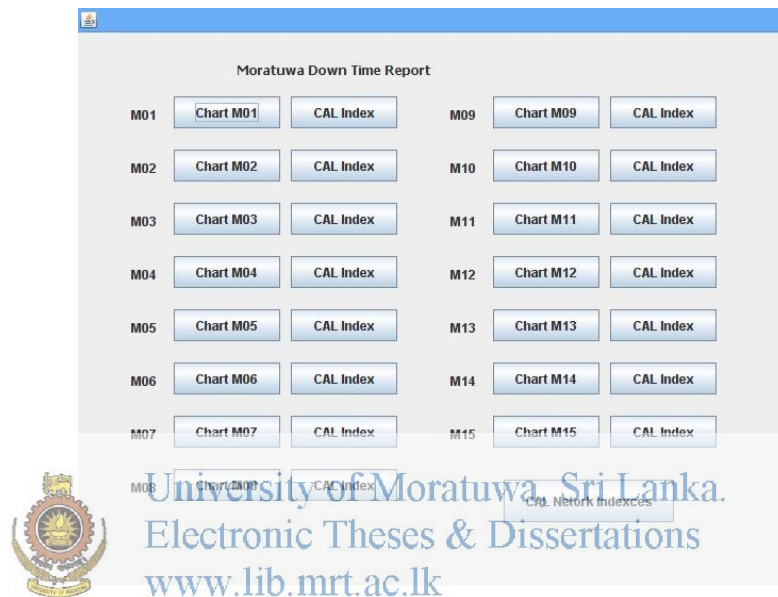 Moratuwa Down Time Report
M01 Chart M01 CAL Index M09 Chart M09 CAL Index
M02 Chart M02 CAL Index M10 Chart M10 CAL Index
M03 Chart M03 CAL Index M11 Chart M11 CAL Index
M04 Chart M04 CAL Index M12 Chart M12 CAL Index
M05 Chart M05 CAL Index M13 Chart M13 CAL Index
M06 Chart M06 CAL Index M14 Chart M14 CAL Index
M07 Chart M07 CAL Index M15 Chart M15 CAL Index
M08 Chart M08 CAL Index CAL Netork Indexces
University of Moratuwa, Sri Lanka.
Electronic Theses & Dissertations
www.lib.mrt.ac.lk